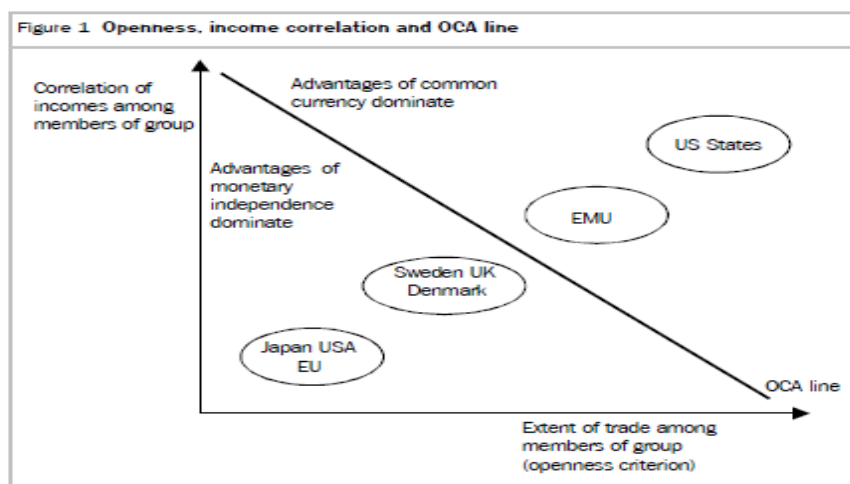 Figure 1 Openness, income correlation and OCA line
Correlation of
incomes among
members of group
Advantages of common
currency dominate
US States
Advantages of
monetary
independence
dominate
EMU
Sweden UK
Denmark
Japan USA
EU
OCA line
Extent of trade among
members of group
(openness criterion)